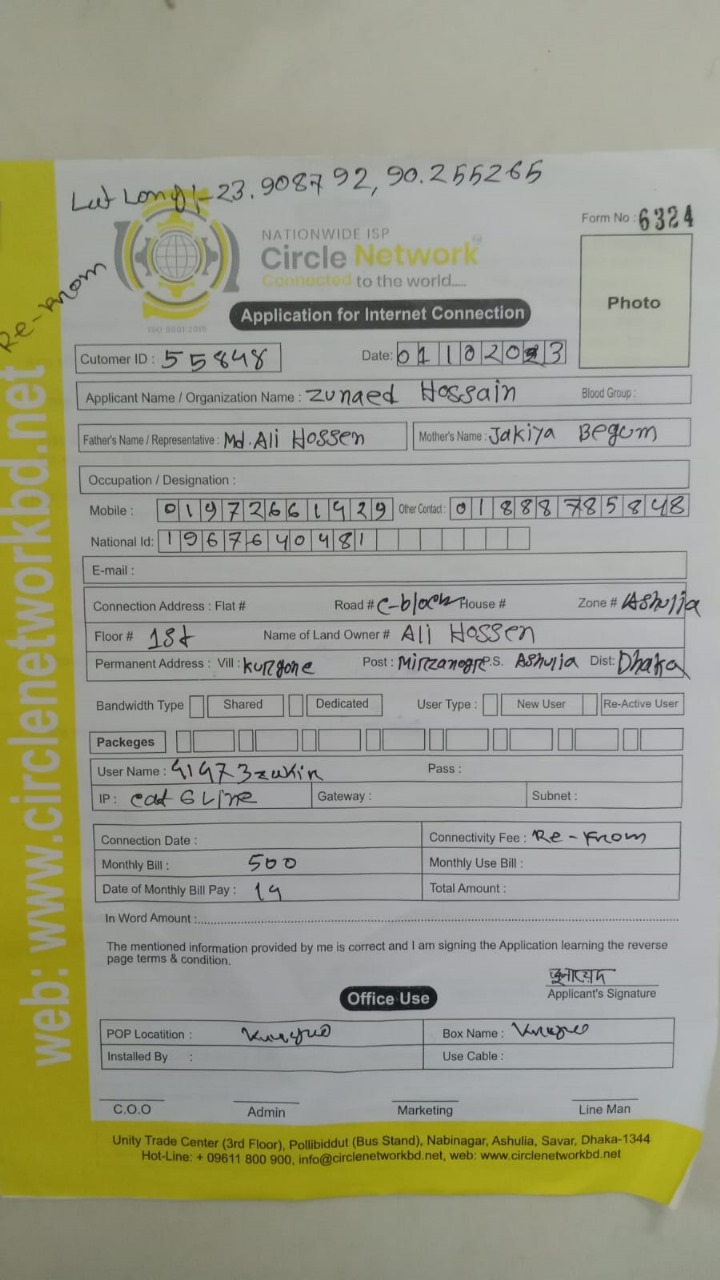 Lat Long:- 23.908792, 90.255265
Re-From
NATIONWIDE ISP
Form No : 6324
Circle Network
Connected to the world.....
ISO 9001:2015
Photo
Application for Internet Connection
Cutomer ID : 55848 Date: 01102023
Applicant Name / Organization Name : Zunaed Hossain Blood Group :
Father's Name / Representative : Md. Ali Hossen Mother's Name : Jakiya Begum
Occupation / Designation :
Mobile : 01972661929 Other Contact : 01888785848
National Id: 1967640481
E-mail :
Connection Address : Flat # Road # C-block House # Zone # Ashulia
Floor # 1st Name of Land Owner # Ali Hossen
Permanent Address : Vill : Post : P.S. Ashulia Dist: Dhaka
Bandwidth Type Shared Dedicated User Type : New User Re-Active User
Packeges
User Name : Pass :
IP : cat 6 Line Gateway : Subnet :
Connection Date : Connectivity Fee : Re-From
Monthly Bill : 500 Monthly Use Bill :
Date of Monthly Bill Pay : 19 Total Amount :
In Word Amount :
The mentioned information provided by me is correct and I am signing the Application learning the reverse
page terms & condition.
জুনায়েদ
Applicant's Signature
Office Use
POP Locatition : Box Name :
Installed By : Use Cable :
C.O.O Admin Marketing Line Man
Unity Trade Center (3rd Floor), Pollibiddut (Bus Stand), Nabinagar, Ashulia, Savar, Dhaka-1344
Hot-Line: + 09611 800 900, info@circlenetworkbd.net, web: www.circlenetworkbd.net
web: www.circlenetworkbd.net